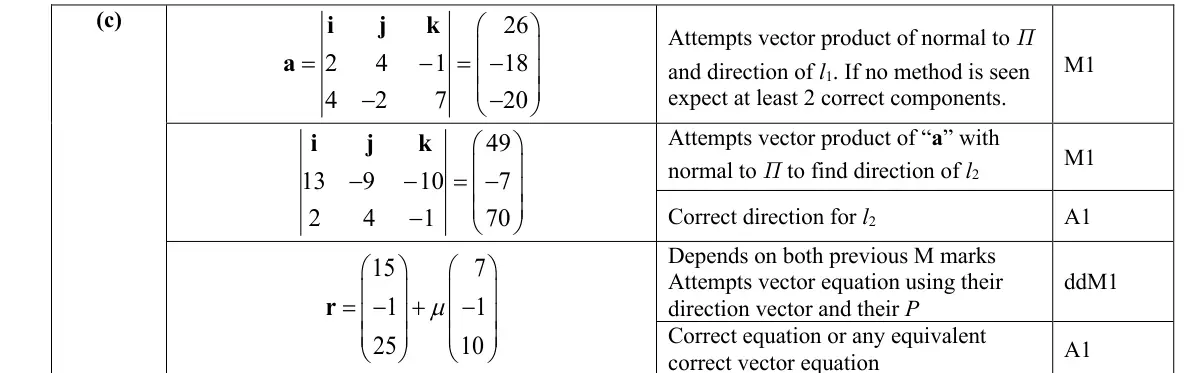 (c)
a = | i j k |
| 2 4 −1 |
| 4 −2 7 | = ( 26 −18 −20 )
Attempts vector product of normal to Π
and direction of l₁. If no method is seen
expect at least 2 correct components.
M1
| i j k |
| 13 −9 −10 |
| 2 4 −1 | = ( 49 −7 70 )
Attempts vector product of “a” with
normal to Π to find direction of l₂
M1
Correct direction for l₂
A1
r = ( 15 −1 25 ) + μ ( 7 −1 10 )
Depends on both previous M marks
Attempts vector equation using their
direction vector and their P
ddM1
Correct equation or any equivalent
correct vector equation
A1